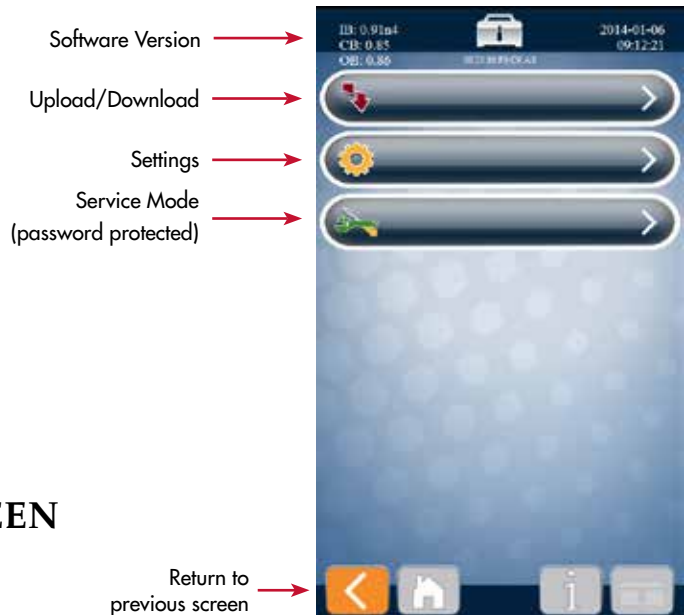 Software Version
IB: 0.91n4
CB: 0.85
OB: 0.86
2014-01-06
09:12:21
Upload/Download
Settings
Service Mode
(password protected)
EEN
Return to
previous screen
i